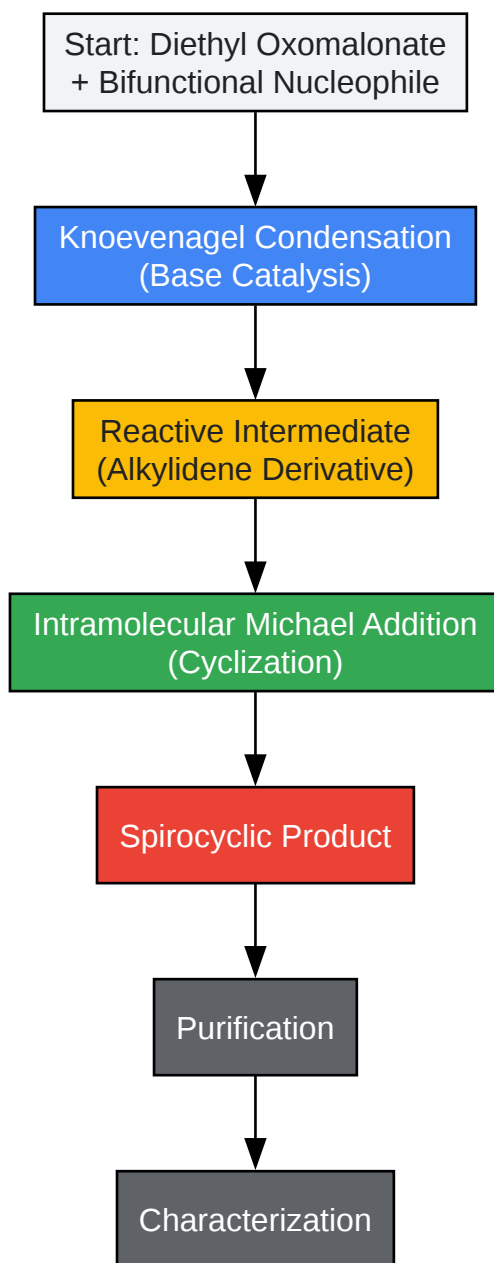 Start: Diethyl Oxomalonate
+ Bifunctional Nucleophile
Knoevenagel Condensation
(Base Catalysis)
Reactive Intermediate
(Alkylidene Derivative)
Intramolecular Michael Addition
(Cyclization)
Spirocyclic Product
Purification
Characterization